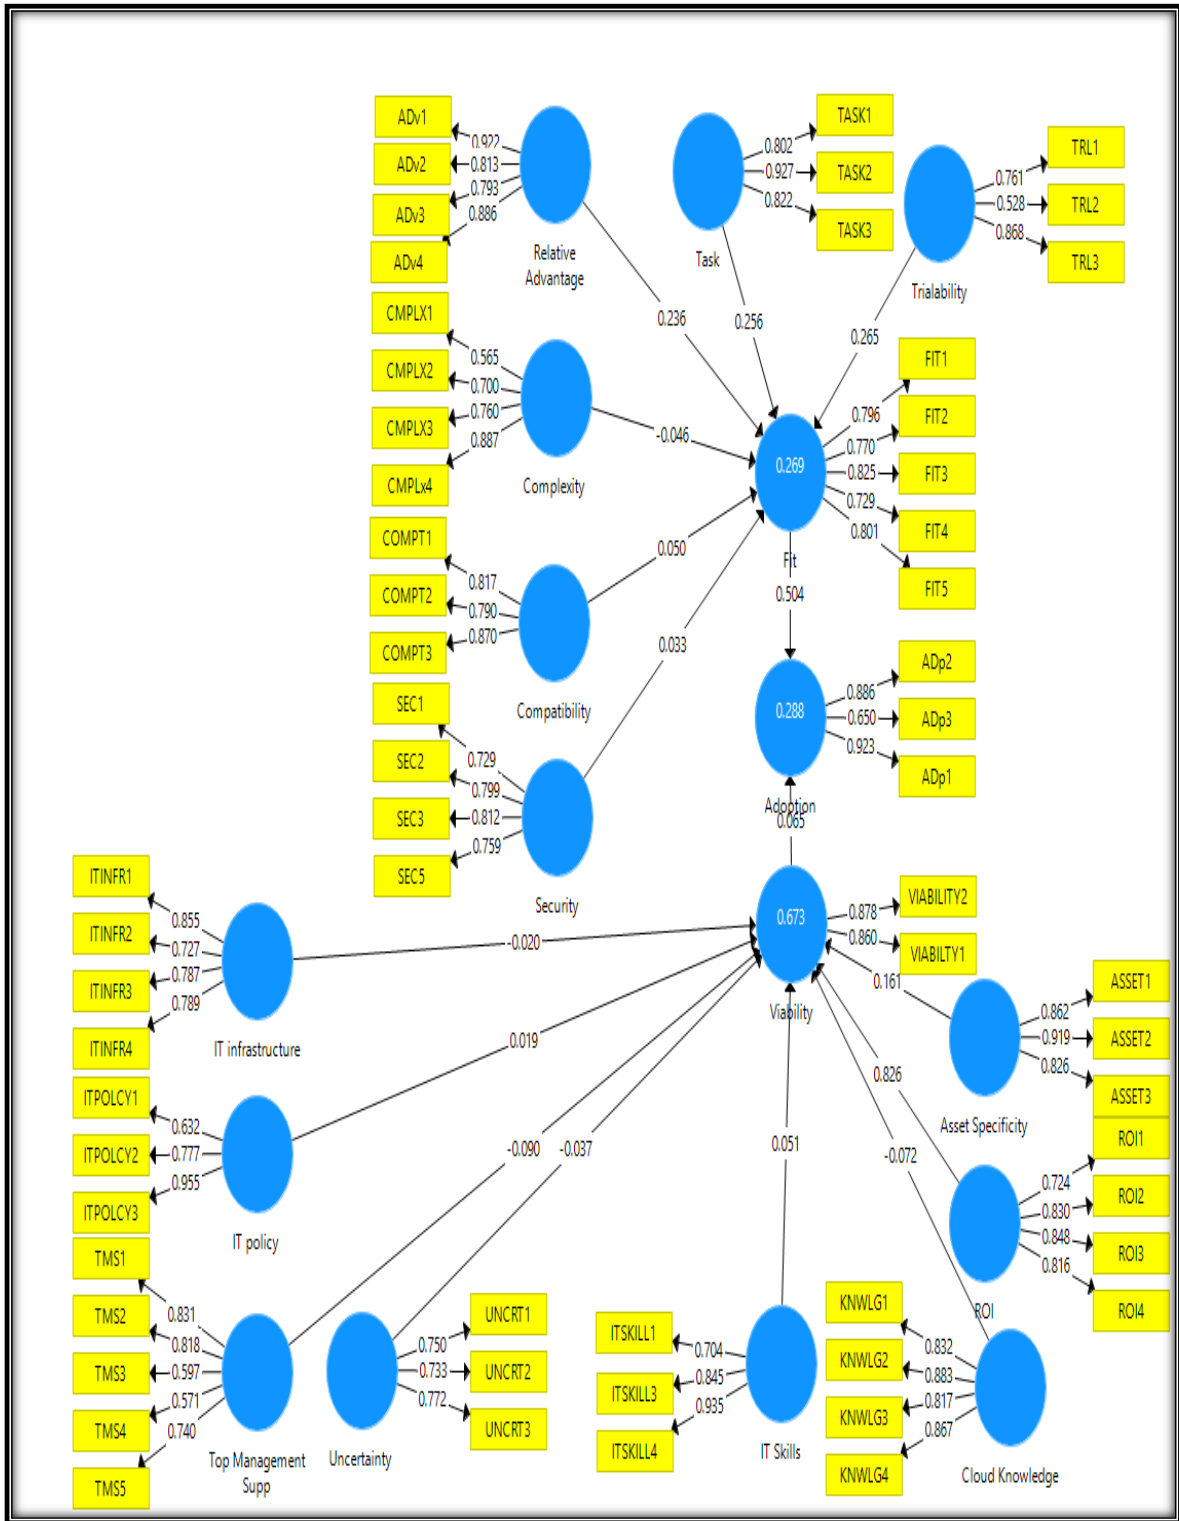 ADv1
ADv2
ADv3
ADv4
0.922
0.813
0.793
0.886
Relative
Advantage
TASK1
TASK2
TASK3
0.802
0.927
0.822
Task
TRL1
TRL2
TRL3
0.761
0.528
0.868
Trialability
0.236
0.256
0.265
CMPLX1
CMPLX2
CMPLX3
CMPLx4
0.565
0.700
0.760
0.887
Complexity
-0.046
FIT1
FIT2
FIT3
FIT4
FIT5
0.796
0.770
0.825
0.729
0.801
0.269
Fit
0.504
COMPT1
COMPT2
COMPT3
0.817
0.790
0.870
Compatibility
0.050
SEC1
SEC2
SEC3
SEC5
0.729
0.799
0.812
0.759
Security
0.033
ADp2
ADp3
ADp1
0.886
0.650
0.923
0.288
Adoption
0.065
ITINFR1
ITINFR2
ITINFR3
ITINFR4
0.855
0.727
0.787
0.789
IT infrastructure
-0.020
VIABILITY2
VIABILTY1
0.878
0.860
0.673
Viability
0.161
ASSET1
ASSET2
ASSET3
0.862
0.919
0.826
Asset Specificity
ITPOLCY1
ITPOLCY2
ITPOLCY3
0.632
0.777
0.955
IT policy
0.019
ROI1
ROI2
ROI3
ROI4
0.724
0.830
0.848
0.816
ROI
0.826
TMS1
TMS2
TMS3
TMS4
TMS5
0.831
0.818
0.597
0.571
0.740
Top Management
Supp
-0.090
UNCRT1
UNCRT2
UNCRT3
0.750
0.733
0.772
Uncertainty
-0.037
ITSKILL1
ITSKILL3
ITSKILL4
0.704
0.845
0.935
IT Skills
0.051
KNWLG1
KNWLG2
KNWLG3
KNWLG4
0.832
0.883
0.817
0.867
Cloud Knowledge
-0.072